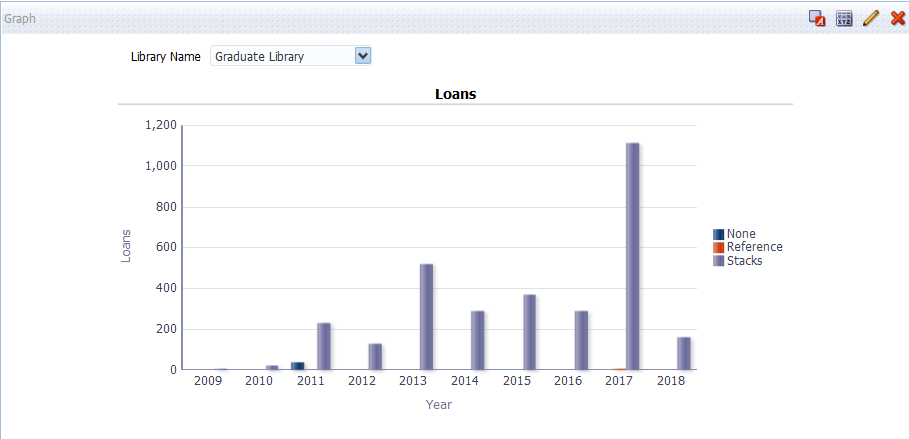 Graph
XYZ
Library Name Graduate Library
Loans
1,200
1,000
800
600
400
200
0
Loans
2009 2010 2011 2012 2013 2014 2015 2016 2017 2018
Year
None
Reference
Stacks